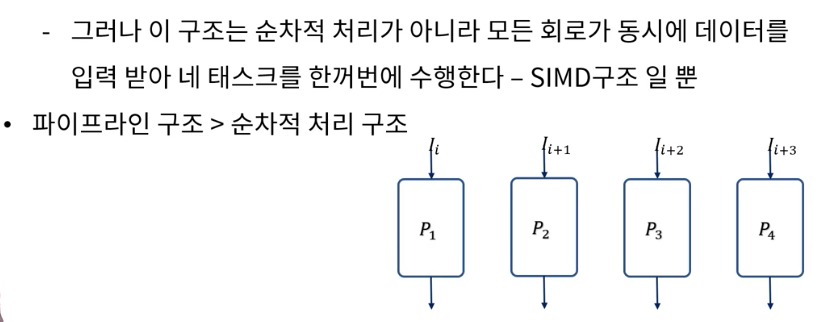 - 그러나 이 구조는 순차적 처리가 아니라 모든 회로가 동시에 데이터를
입력 받아 네 태스크를 한꺼번에 수행한다 – SIMD구조 일 뿐
• 파이프라인 구조 > 순차적 처리 구조
I_i I_{i+1} I_{i+2} I_{i+3}
P_1 P_2 P_3 P_4